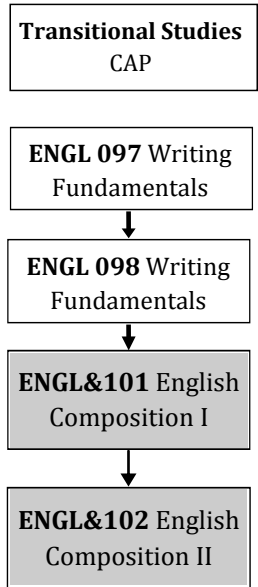 Transitional Studies
CAP
ENGL 097 Writing
Fundamentals
ENGL 098 Writing
Fundamentals
ENGL&101 English
Composition I
ENGL&102 English
Composition II